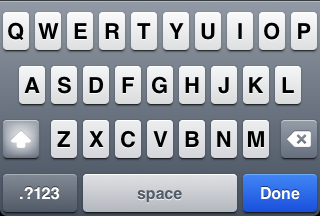 Q W E R T Y U I O P
A S D F G H J K L
Z X C V B N M
.?123 space Done